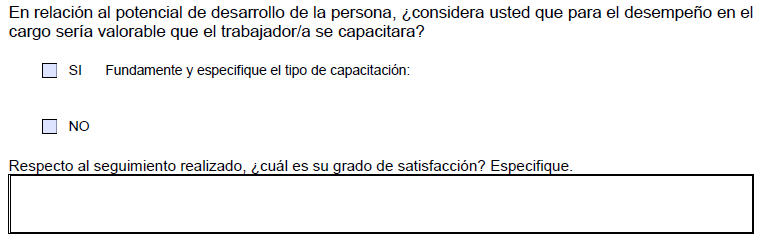 En relación al potencial de desarrollo de la persona, ¿considera usted que para el desempeño en el
cargo sería valorable que el trabajador/a se capacitara?
SI Fundamente y especifique el tipo de capacitación:
NO
Respecto al seguimiento realizado, ¿cuál es su grado de satisfacción? Especifique.